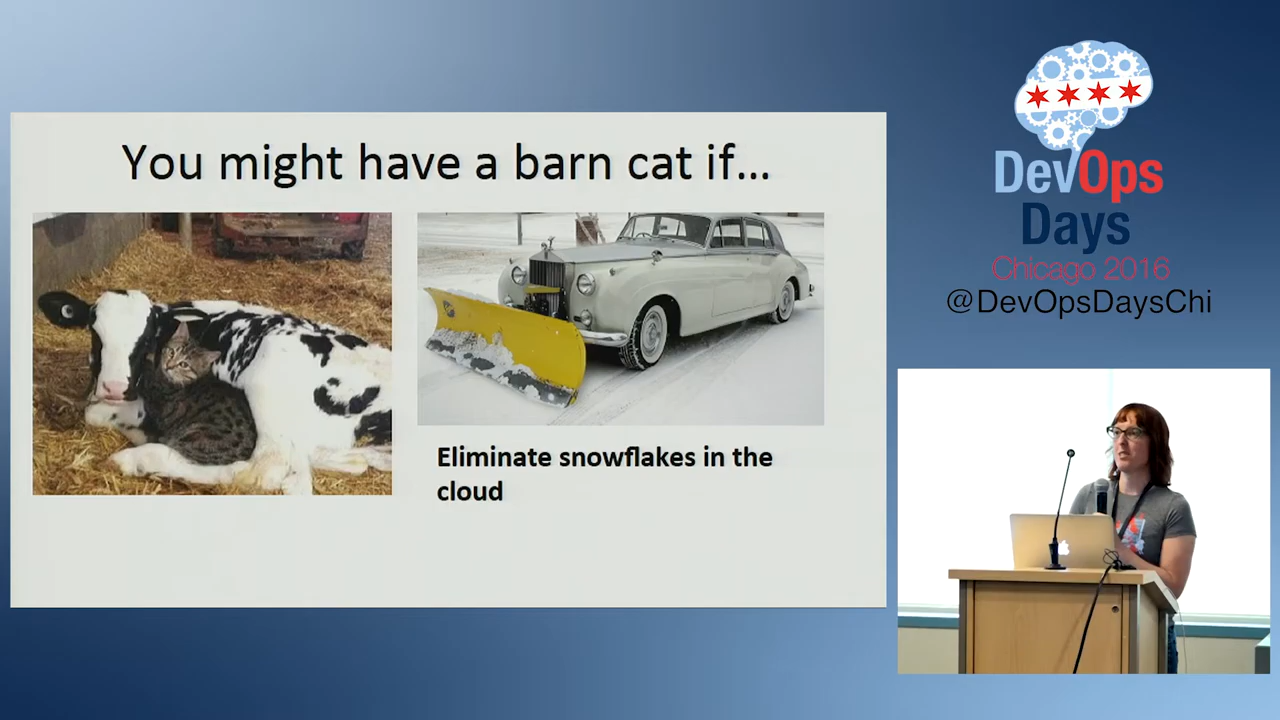 You might have a barn cat if...
Eliminate snowflakes in the
cloud
DevOps
Days
Chicago 2016
@DevOpsDaysChi